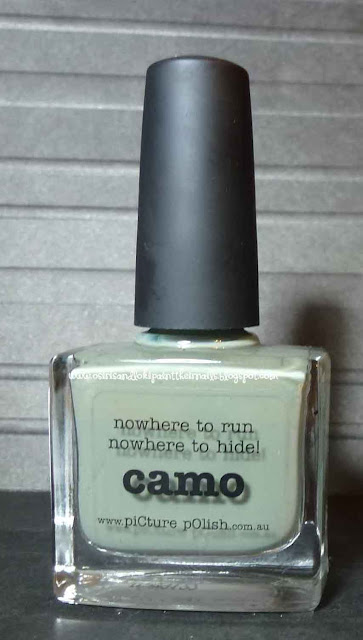 nowhere to run
nowhere to hide!
camo
www.piCture pOlish.com.au